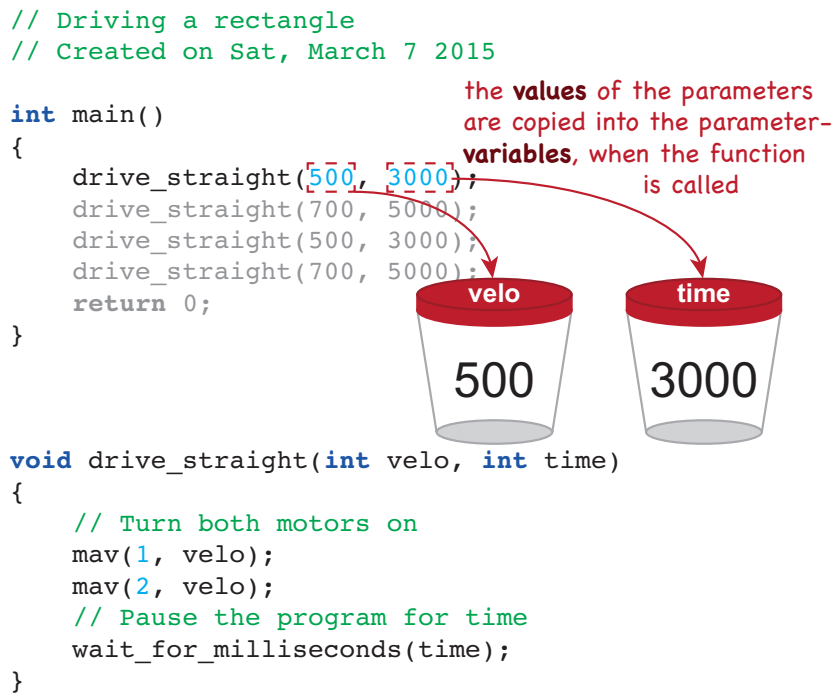 // Driving a rectangle
// Created on Sat, March 7 2015
int main()
{
    drive_straight(500, 3000);
    drive_straight(700, 5000);
    drive_straight(500, 3000);
    drive_straight(700, 5000);
    return 0;
}
the values of the parameters
are copied into the parameter-
variables, when the function
is called
velo
time
500
3000
void drive_straight(int velo, int time)
{
    // Turn both motors on
    mav(1, velo);
    mav(2, velo);
    // Pause the program for time
    wait_for_milliseconds(time);
}